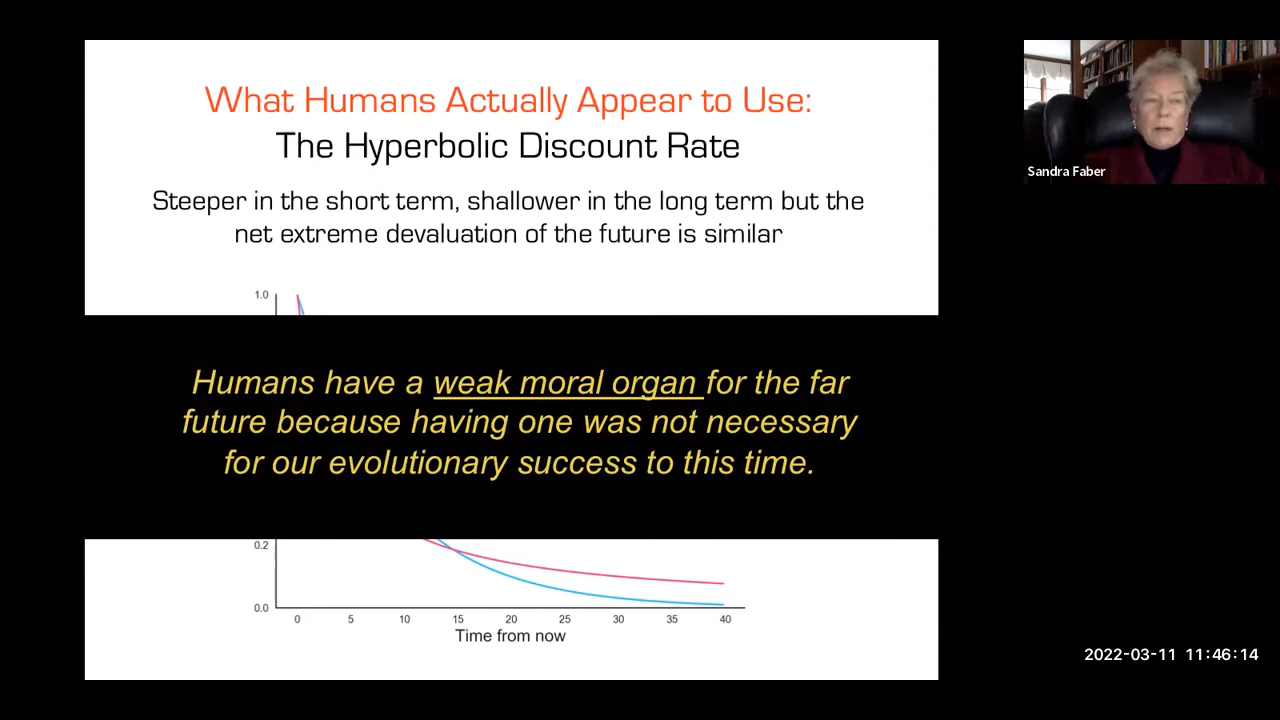 What Humans Actually Appear to Use:
The Hyperbolic Discount Rate
Steeper in the short term, shallower in the long term but the
net extreme devaluation of the future is similar
1.0
Humans have a weak moral organ for the far
future because having one was not necessary
for our evolutionary success to this time.
0.2
0.0
0 5 10 15 20 25 30 35 40
Time from now
Sandra Faber
2022-03-11 11:46:14